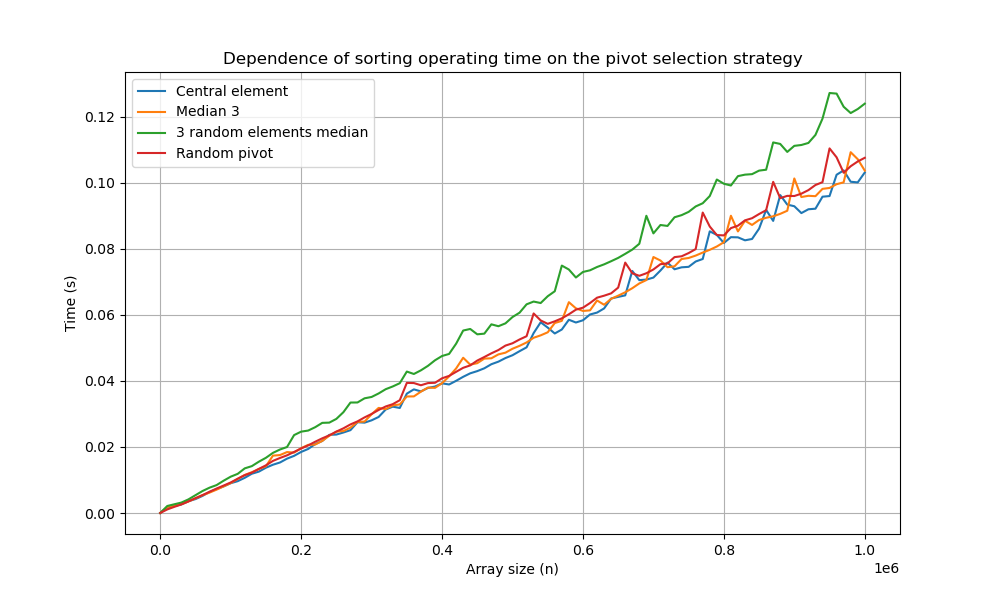 Dependence of sorting operating time on the pivot selection strategy
Central element
Median 3
3 random elements median
Random pivot
Time (s)
0.12
0.10
0.08
0.06
0.04
0.02
0.00
0.0 0.2 0.4 0.6 0.8 1.0
1e6
Array size (n)